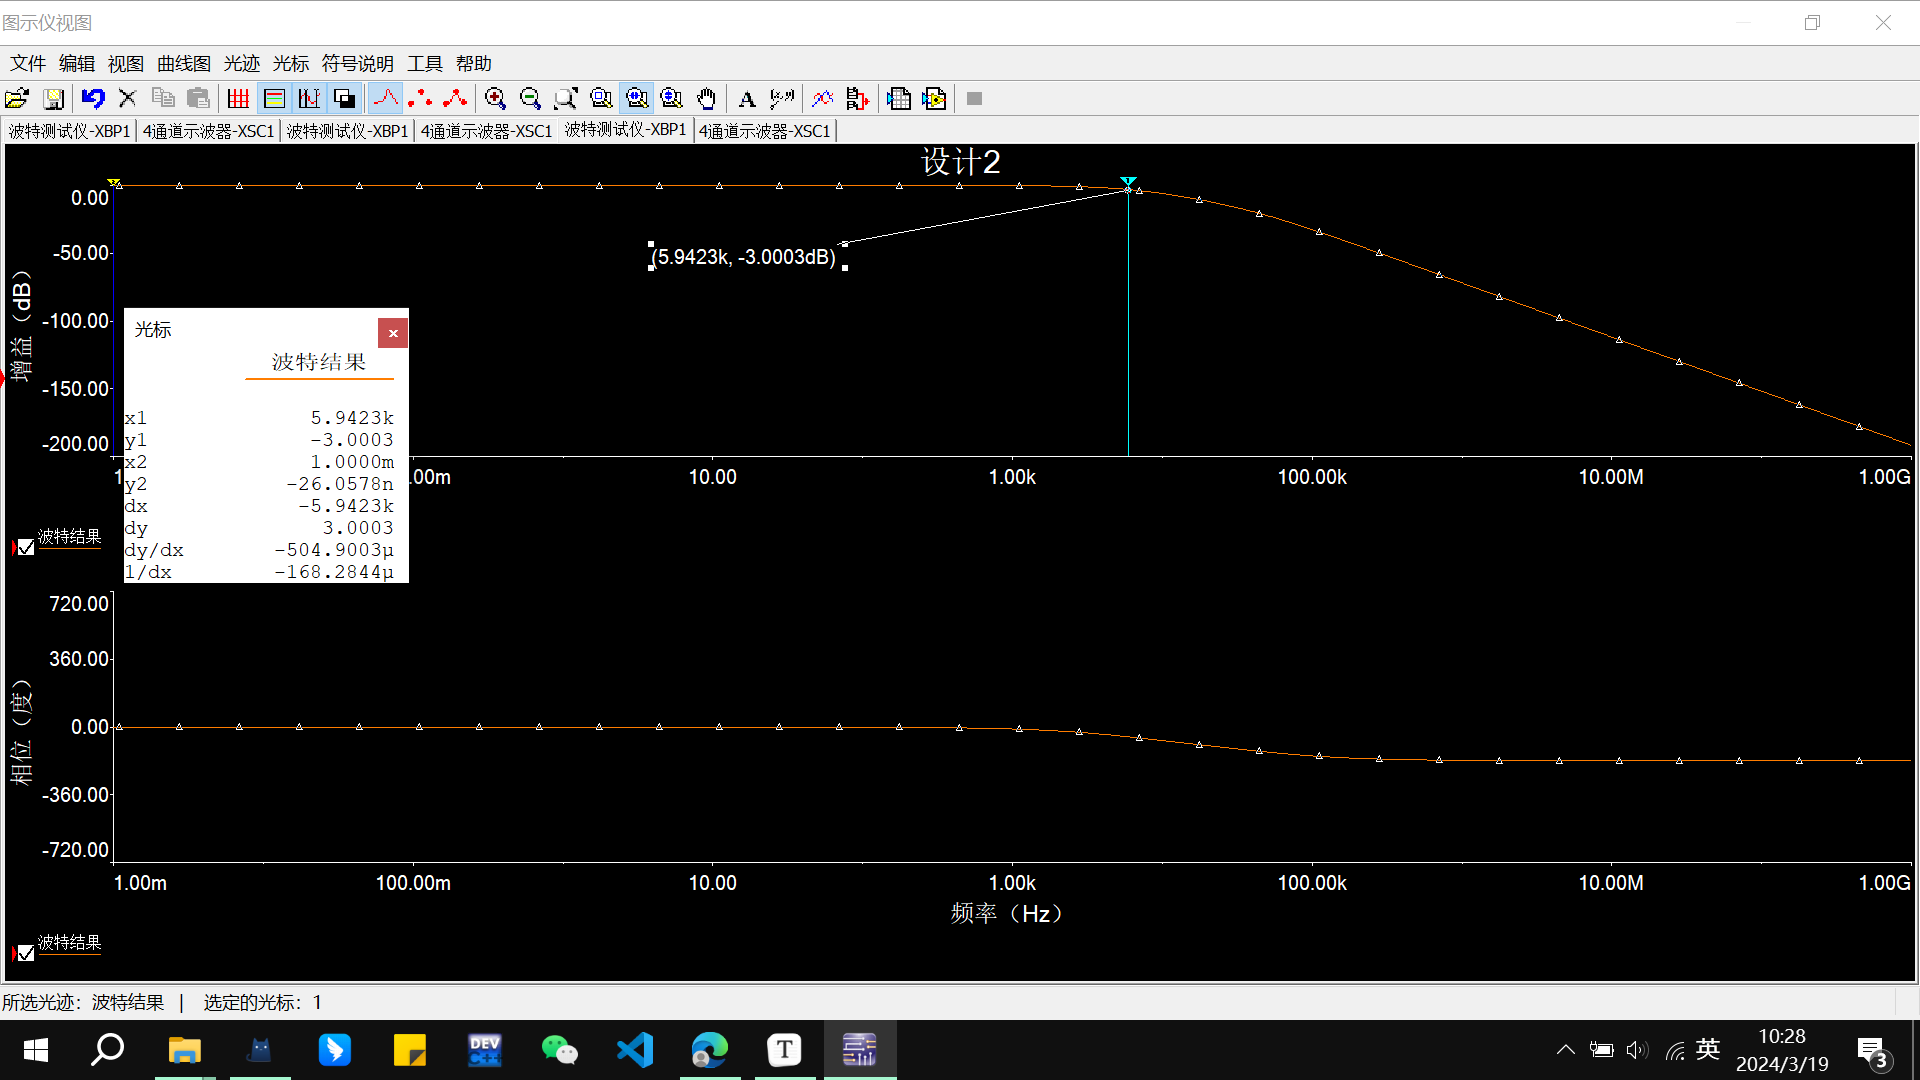 图示仪视图
文件 编辑 视图 曲线图 光迹 光标 符号说明 工具 帮助
波特测试仪-XBP1 4通道示波器-XSC1 波特测试仪-XBP1 4通道示波器-XSC1 波特测试仪-XBP1 4通道示波器-XSC1
设计2
增益（dB）
0.00
-50.00
-100.00
-150.00
-200.00
(5.9423k, -3.0003dB)
光标
波特结果
x1 5.9423k
y1 -3.0003
x2 1.0000m
y2 -26.0578n
dx -5.9423k
dy 3.0003
dy/dx -504.9003µ
1/dx -168.2844µ
10.00 1.00k 100.00k 10.00M 1.00G
波特结果
相位（度）
720.00
360.00
0.00
-360.00
-720.00
1.00m 100.00m 10.00 1.00k 100.00k 10.00M 1.00G
频率（Hz）
波特结果
所选光迹：波特结果 | 选定的光标：1
DEV C++
T
英
10:28
2024/3/19
3